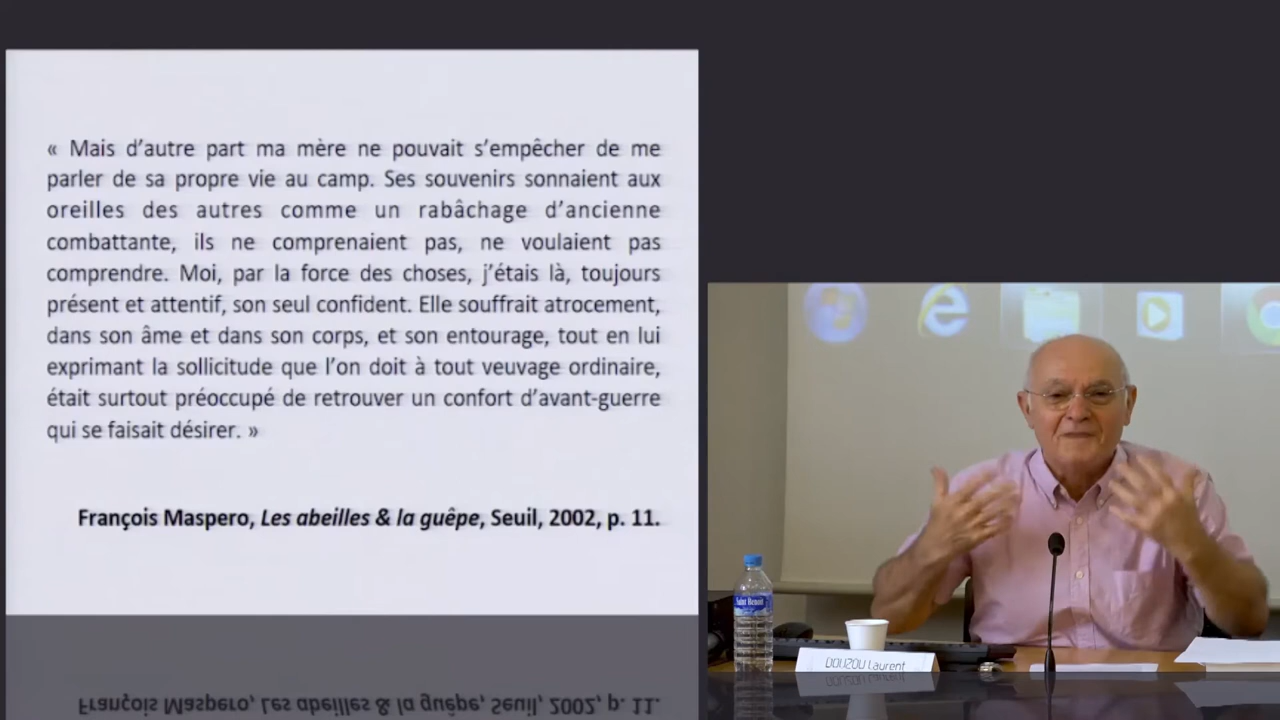 « Mais d’autre part ma mère ne pouvait s’empêcher de me
parler de sa propre vie au camp. Ses souvenirs sonnaient aux
oreilles des autres comme un rabâchage d’ancienne
combattante, ils ne comprenaient pas, ne voulaient pas
comprendre. Moi, par la force des choses, j’étais là, toujours
présent et attentif, son seul confident. Elle souffrait atrocement,
dans son âme et dans son corps, et son entourage, tout en lui
exprimant la sollicitude que l’on doit à tout veuvage ordinaire,
était surtout préoccupé de retrouver un confort d’avant-guerre
qui se faisait désirer. »
François Maspero, Les abeilles & la guêpe, Seuil, 2002, p. 11.
Saint Benoit
DOUZOU Laurent